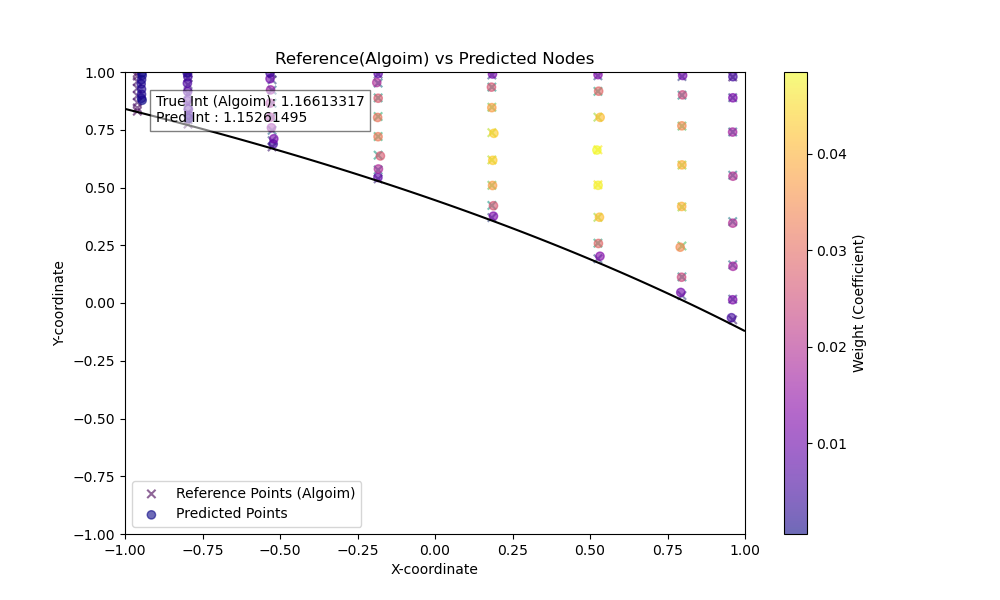 Reference(Algoim) vs Predicted Nodes
1.00
0.75
0.50
0.25
0.00
−0.25
−0.50
−0.75
−1.00
Y-coordinate
True Int (Algoim): 1.16613317
Pred Int : 1.15261495
Reference Points (Algoim)
Predicted Points
−1.00 −0.75 −0.50 −0.25 0.00 0.25 0.50 0.75 1.00
X-coordinate
0.04
0.03
0.02
0.01
Weight (Coefficient)